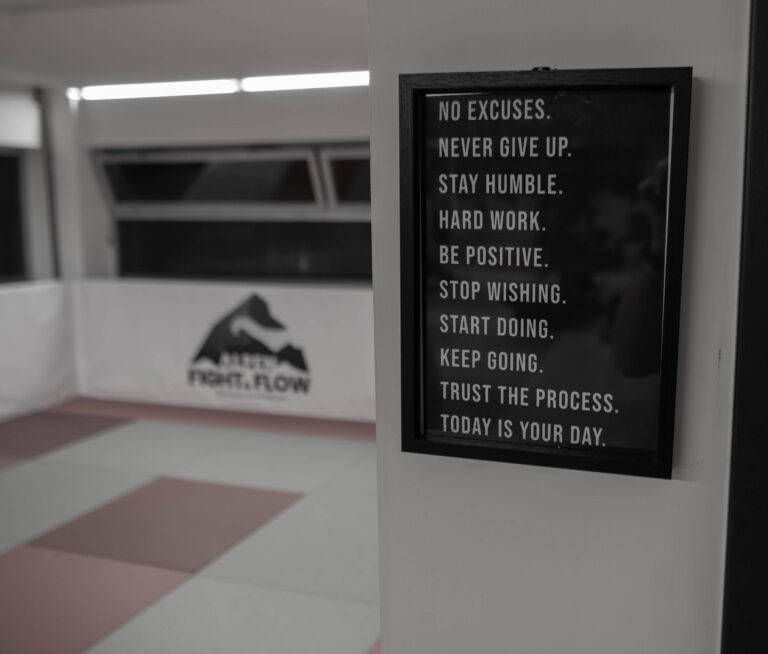 NO EXCUSES.
NEVER GIVE UP.
STAY HUMBLE.
HARD WORK.
BE POSITIVE.
STOP WISHING.
START DOING.
KEEP GOING.
TRUST THE PROCESS.
TODAY IS YOUR DAY.
FIGHT & FLOW